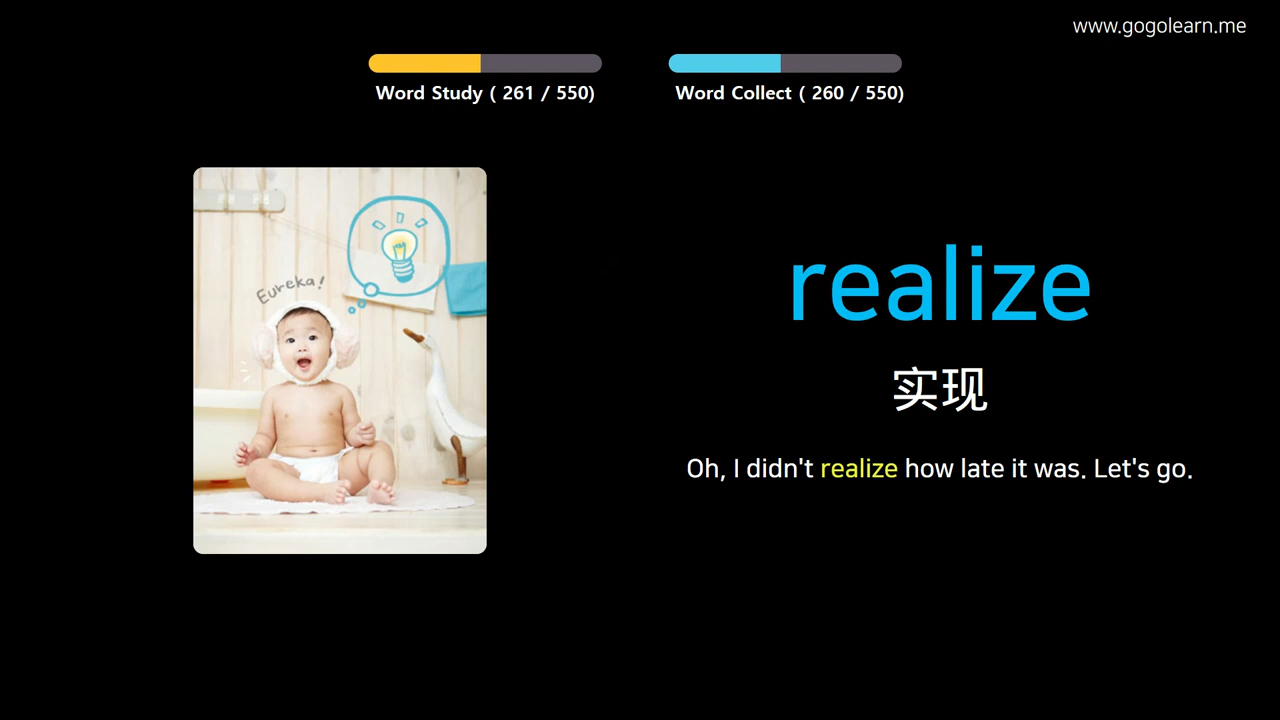 www.gogolearn.me
Word Study ( 261 / 550)
Word Collect ( 260 / 550)
Eureka!
realize
实现
Oh, I didn't realize how late it was. Let's go.